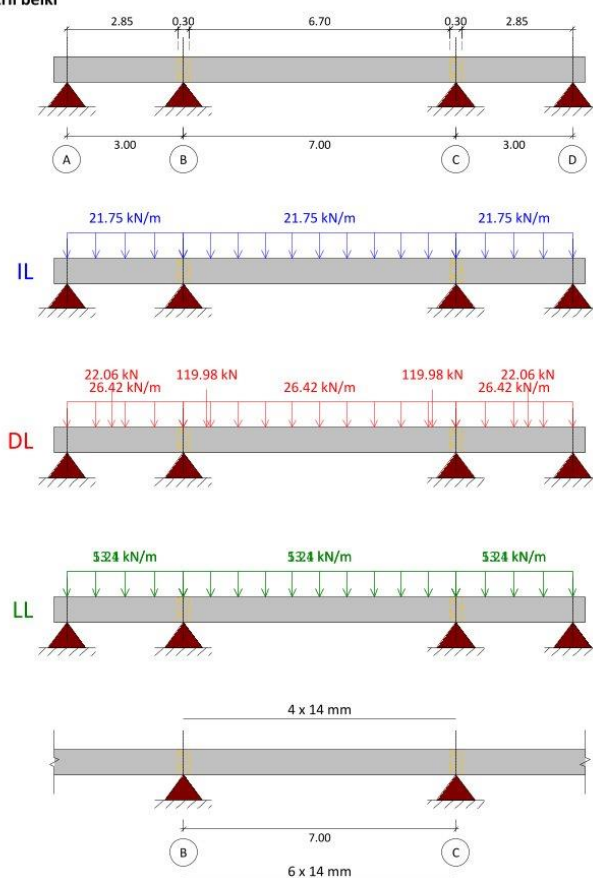 belki
2.85 0.30 6.70 0.30 2.85
3.00 7.00 3.00
A B C D
21.75 kN/m 21.75 kN/m 21.75 kN/m
IL
22.06 kN 119.98 kN 119.98 kN 22.06 kN
26.42 kN/m 26.42 kN/m 26.42 kN/m
DL
kN/m kN/m kN/m
LL
4 x 14 mm
7.00
B C
6 x 14 mm